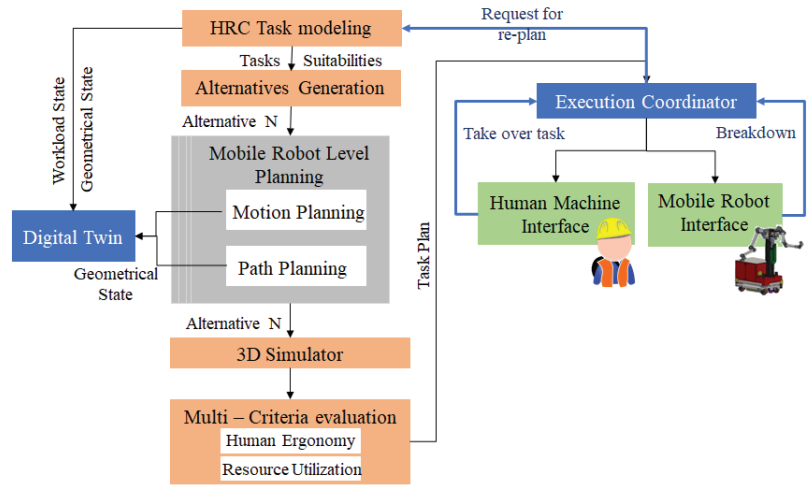 HRC Task modeling
Request for
re-plan
Tasks Suitabilities
Workload State
Geometrical State
Alternatives Generation
Execution Coordinator
Alternative N
Take over task
Breakdown
Mobile Robot Level
Planning
Motion Planning
Human Machine
Interface
Mobile Robot
Interface
Digital Twin
Path Planning
Geometrical
State
Task Plan
Alternative N
3D Simulator
Multi – Criteria evaluation
Human Ergonomy
Resource Utilization